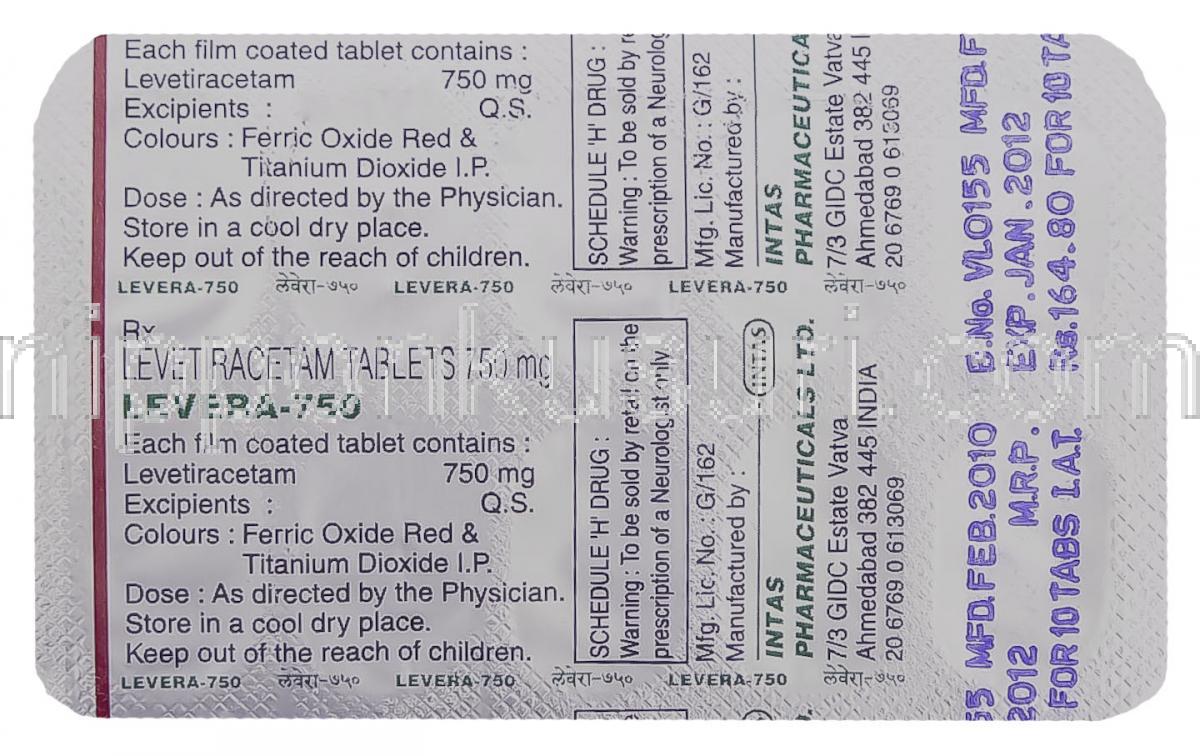 Each film coated tablet contains :
Levetiracetam 750 mg
Excipients : Q.S.
Colours : Ferric Oxide Red &
Titanium Dioxide I.P.
Dose : As directed by the Physician.
Store in a cool dry place.
Keep out of the reach of children.
SCHEDULE 'H' DRUG :
Warning : To be sold by
prescription of a
Mfg. Lic. No. : G/162
Manufactured by :
INTAS
7/3 GIDC Estate Vatva
Ahmedabad 382 445
20 6769 0 613069
LEVERA-750 लेवेरा-७५० LEVERA-750 लेवेरा-७५० LEVERA-750 लेवेरा-७५०
Rx
LEVETIRACETAM TABLETS 750 mg
LEVERA-750
Each film coated tablet contains :
Levetiracetam 750 mg
Excipients : Q.S.
Colours : Ferric Oxide Red &
Titanium Dioxide I.P.
Dose : As directed by the Physician.
Store in a cool dry place.
Keep out of the reach of children.
SCHEDULE 'H' DRUG :
Warning : To be sold by retail on the
prescription of a Neurologist only.
Mfg. Lic. No. : G/162
Manufactured by :
INTAS
INTAS
PHARMACEUTICALS LTD.
7/3 GIDC Estate Vatva
Ahmedabad 382 445 INDIA
20 6769 0 613069
LEVERA-750 लेवेरा-७५० LEVERA-750 लेवेरा-७५० LEVERA-750 लेवेरा-७५०
MFD.FEB.2010 B.No. VL0155 MFD.F
2012 M.R.P. EXP. JAN. 2012
FOR 10 TABS I.A.T. Rs.164.80 FOR 10 TA
nipponkusuri.com